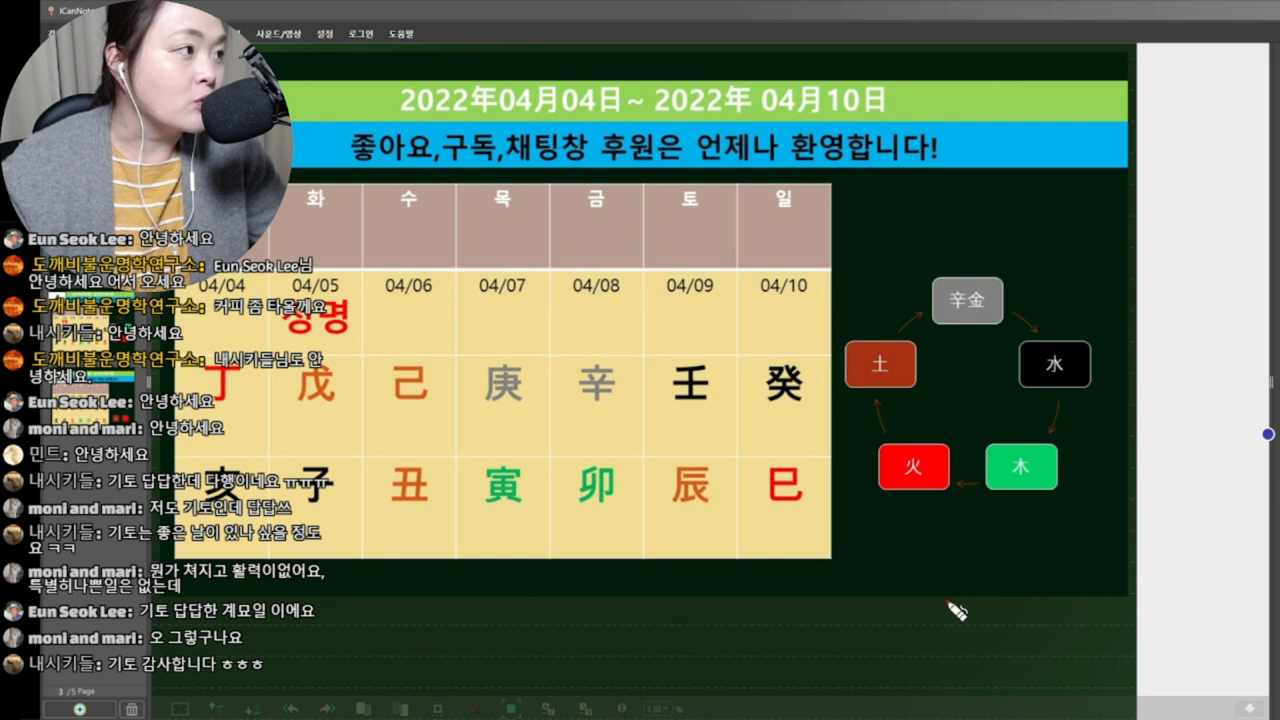 ICanNote
사운드/영상 설정 로그인 도움말
2022年04月04日~ 2022年 04月10日
좋아요,구독,채팅창 후원은 언제나 환영합니다!
화 수 목 금 토 일
04/04 04/05 04/06 04/07 04/08 04/09 04/10
청명
丁 戊 己 庚 辛 壬 癸
亥 子 丑 寅 卯 辰 巳
辛金
土
水
火
木
Eun Seok Lee: 안녕하세요
도깨비불운명학연구소: Eun Seok Lee님
안녕하세요 어서 오세요
도깨비불운명학연구소: 커피 좀 타올께요
내시키들: 안녕하세요
도깨비불운명학연구소: 내시키들님도 안
녕하세요,
Eun Seok Lee: 안녕하세요
moni and mari: 안녕하세요
민트: 안녕하세요
내시키들: 기토 답답한데 다행이네요 ㅠㅠㅠ
moni and mari: 저도 기토인데 답답쓰
내시키들: 기토는 좋은 날이 있나 싶을 정도
요 ㅋㅋ
moni and mari: 뭔가 쳐지고 활력이없어요,
특별히나쁜일은 없는데
Eun Seok Lee: 기토 답답한 계묘일 이에요
moni and mari: 오 그렇구나요
내시키들: 기토 감사합니다 ㅎㅎㅎ
3 /5 Page
130 %